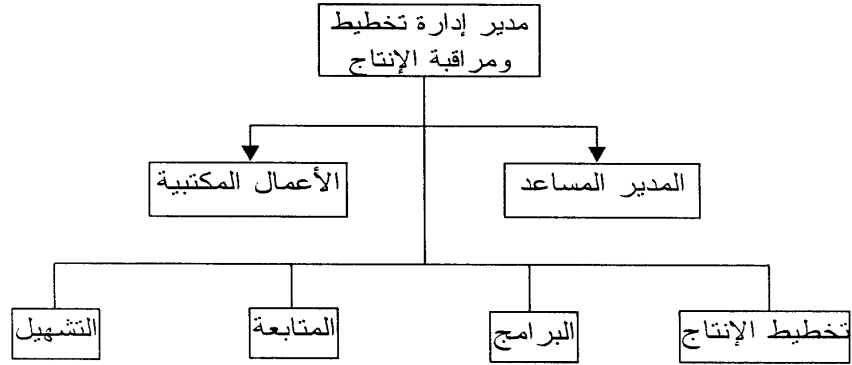 مدير إدارة تخطيط
ومراقبة الإنتاج
المدير المساعد
الأعمال المكتبية
تخطيط الإنتاج
البرامج
المتابعة
التشهيل